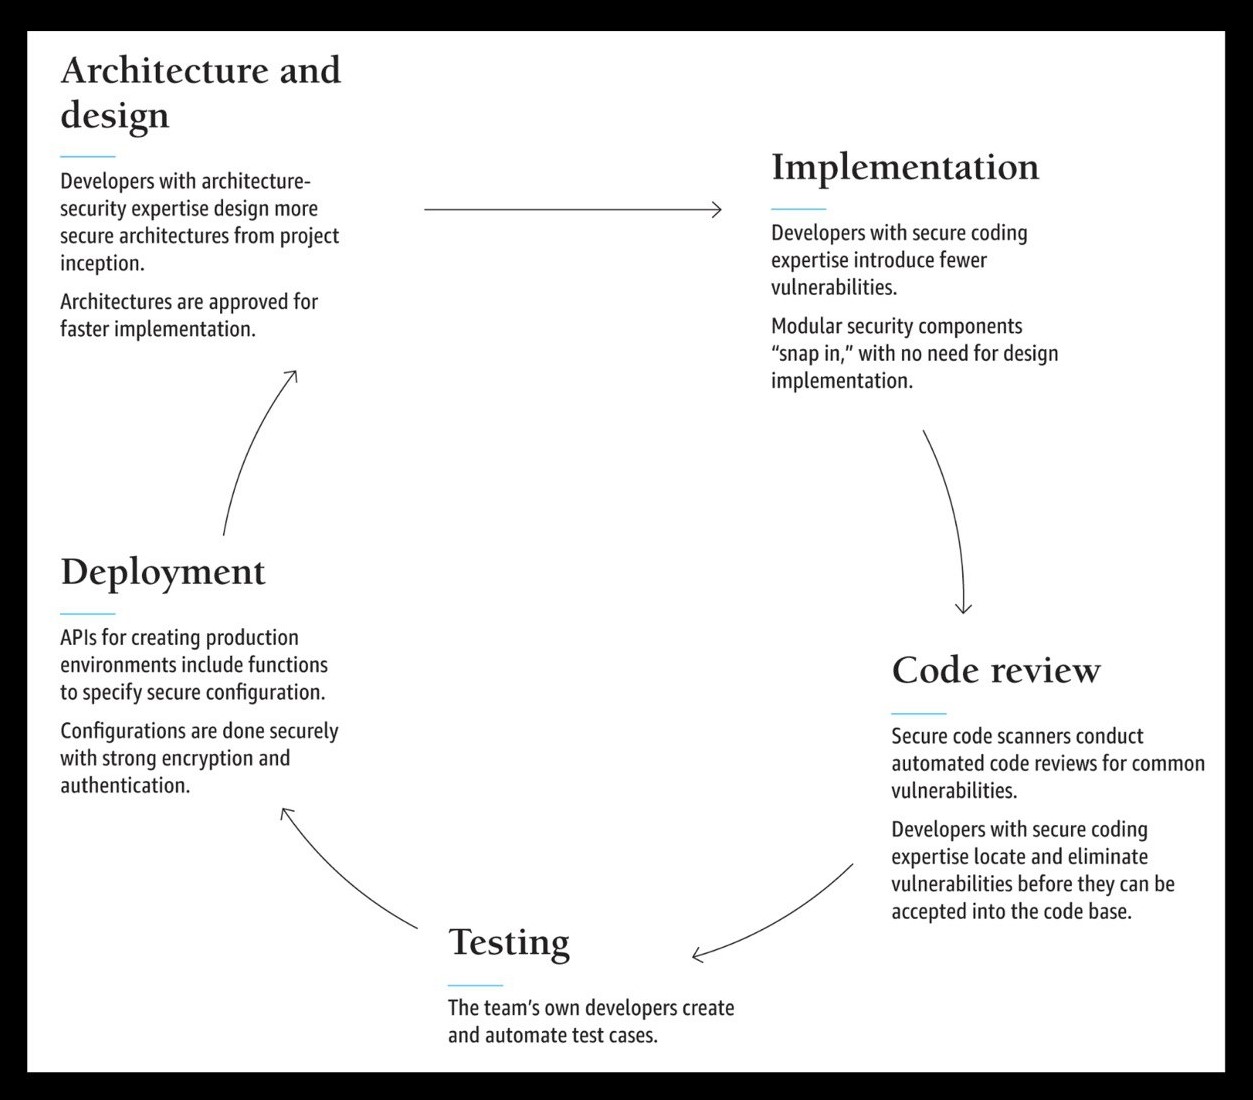 Architecture and
design
Developers with architecture-
security expertise design more
secure architectures from project
inception.
Architectures are approved for
faster implementation.
Implementation
Developers with secure coding
expertise introduce fewer
vulnerabilities.
Modular security components
“snap in,” with no need for design
implementation.
Code review
Secure code scanners conduct
automated code reviews for common
vulnerabilities.
Developers with secure coding
expertise locate and eliminate
vulnerabilities before they can be
accepted into the code base.
Testing
The team’s own developers create
and automate test cases.
Deployment
APIs for creating production
environments include functions
to specify secure configuration.
Configurations are done securely
with strong encryption and
authentication.